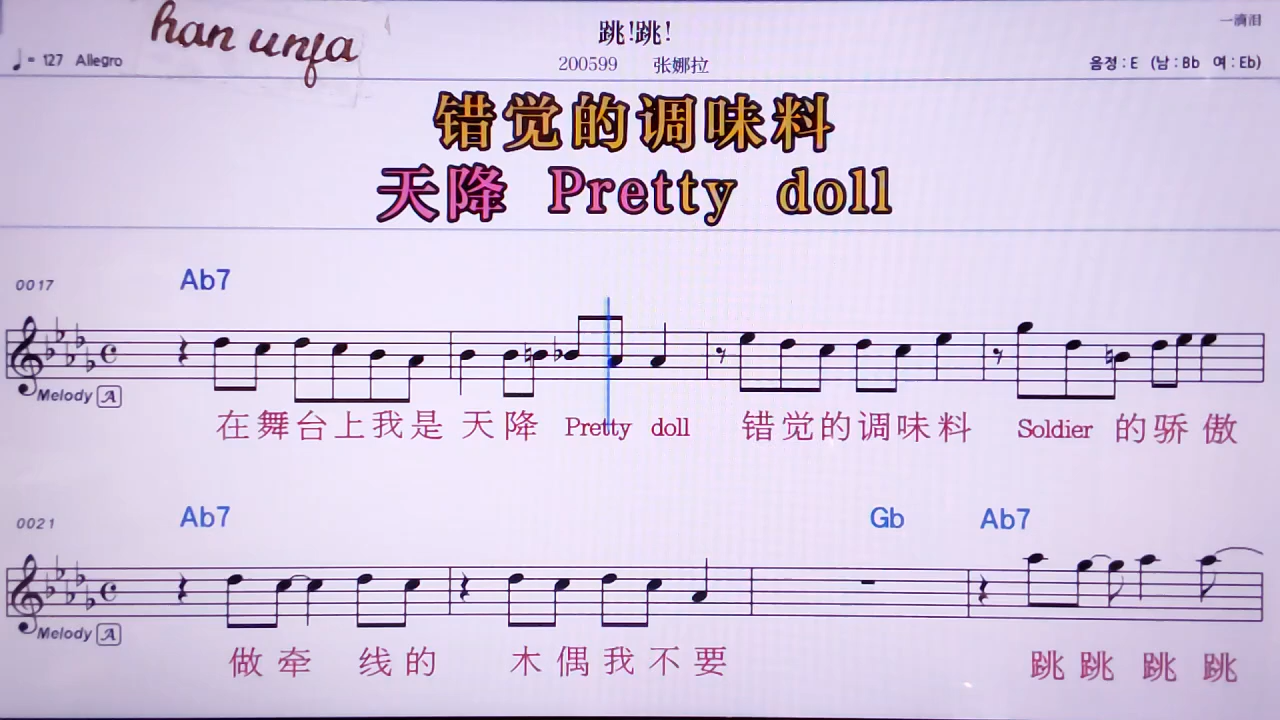 han unfa
跳!跳!
一滴泪
♩= 127 Allegro
200599 张娜拉
음정 : E (남 : Bb 여 : Eb)
错觉的调味料
天降 Pretty doll
0017 Ab7
Melody A
在舞台上我是 天降 Pretty doll 错觉的调味料 Soldier 的骄傲
0021 Ab7 Gb Ab7
Melody A
做牵 线的 木偶我不要 跳跳跳跳